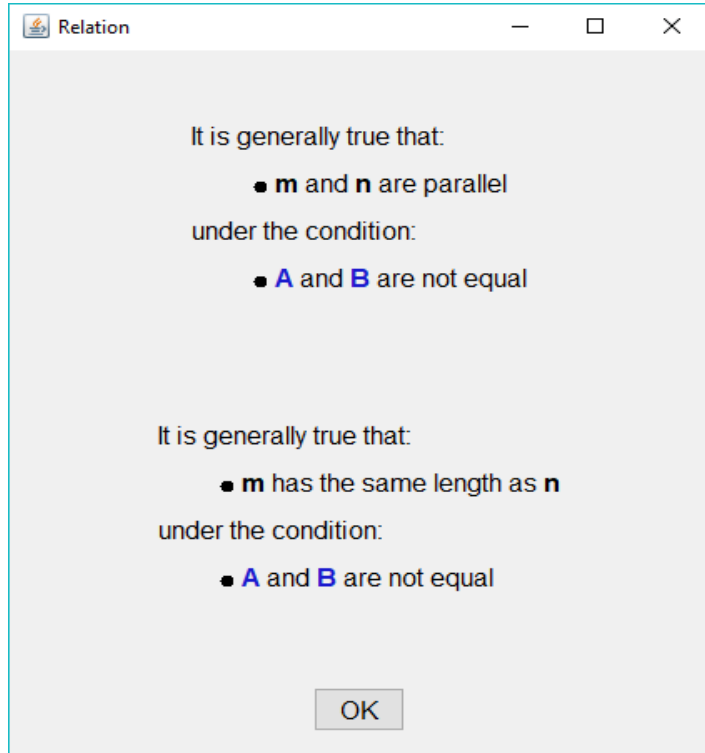 Relation
It is generally true that:
● m and n are parallel
under the condition:
● A and B are not equal
It is generally true that:
● m has the same length as n
under the condition:
● A and B are not equal
OK